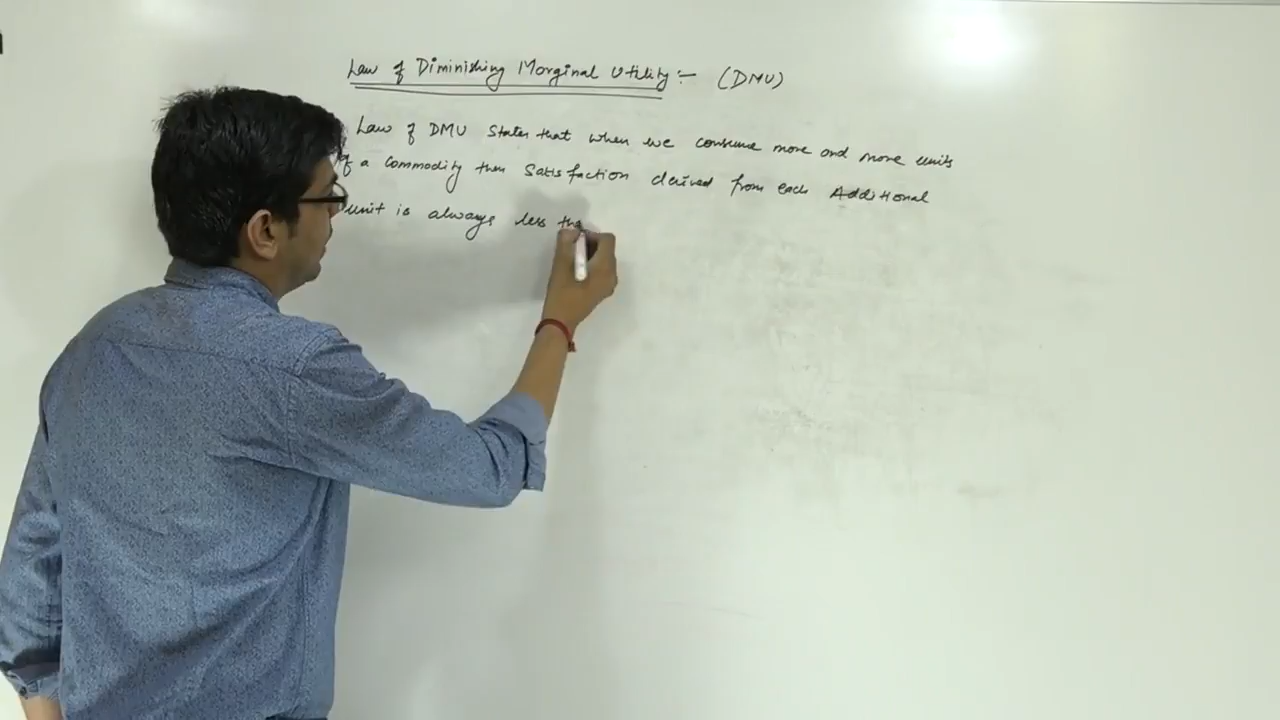 Law of Diminishing Marginal Utility :- (DMU)
Law of DMU States that when we consume more and more units
of a commodity then Satisfaction derived from each Additional
unit is always less tha